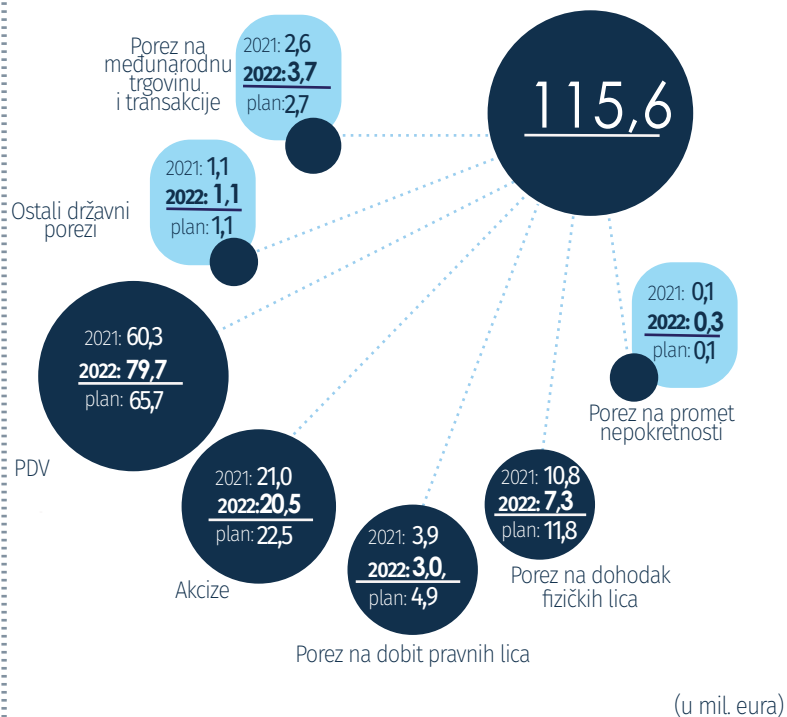 Porez na
međunarodnu
trgovinu
i transakcije
2021: 2,6
2022:3,7
plan:2,7
115,6
Ostali državni
porezi
2021: 1,1
2022: 1,1
plan: 1,1
2021: 60,3
2022: 79,7
plan: 65,7
PDV
2021: 21,0
2022:20,5
plan: 22,5
Akcize
2021: 3,9
2022: 3,0,
plan: 4,9
Porez na dobit pravnih lica
2021: 10,8
2022: 7,3
plan: 11,8
Porez na dohodak
fizičkih lica
2021: 0,1
2022: 0,3
plan: 0,1
Porez na promet
nepokretnosti
(u mil. eura)